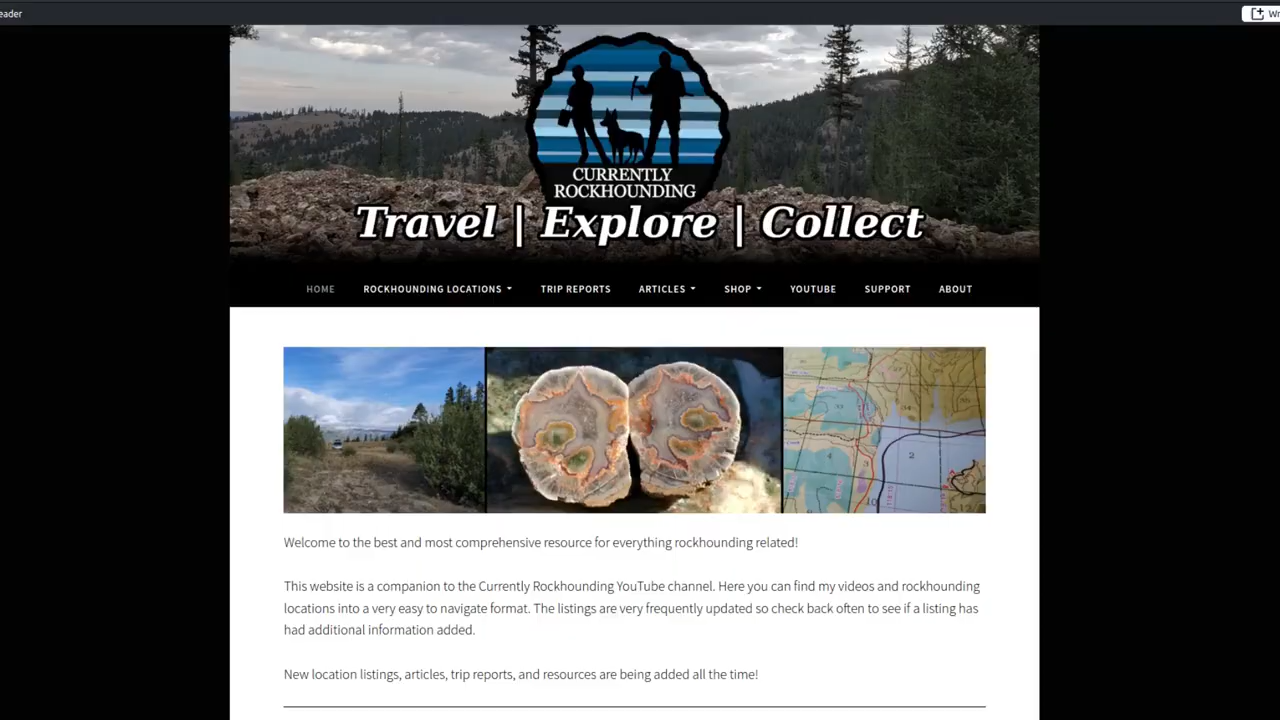 eader
Wr
CURRENTLY
ROCKHOUNDING
Travel | Explore | Collect
HOME ROCKHOUNDING LOCATIONS TRIP REPORTS ARTICLES SHOP YOUTUBE SUPPORT ABOUT
Welcome to the best and most comprehensive resource for everything rockhounding related!
This website is a companion to the Currently Rockhounding YouTube channel. Here you can find my videos and rockhounding
locations into a very easy to navigate format. The listings are very frequently updated so check back often to see if a listing has
had additional information added.
New location listings, articles, trip reports, and resources are being added all the time!